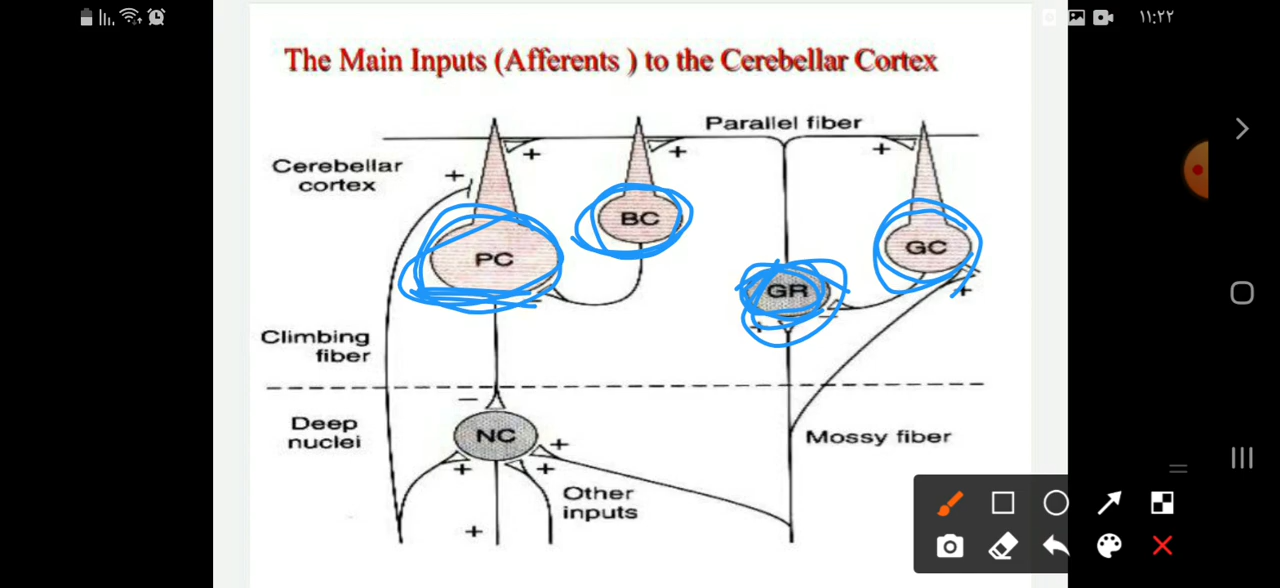 ١١:٢٢
The Main Inputs (Afferents ) to the Cerebellar Cortex
Parallel fiber
+ + +
Cerebellar
cortex
+
BC
PC
GC
GR
−
−
+
+
Climbing
fiber
−
Deep
nuclei
NC
+
Mossy fiber
+ +
Other
inputs
+